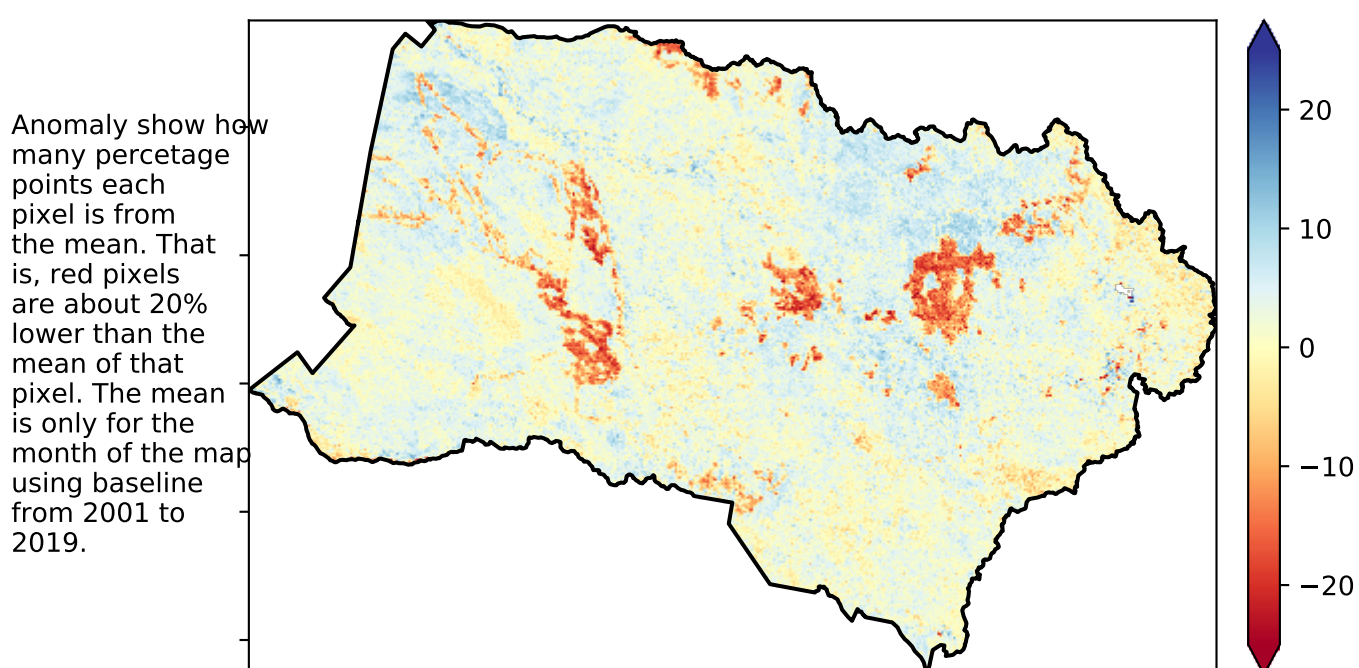 Anomaly show how
many percetage
points each
pixel is from
the mean. That
is, red pixels
are about 20%
lower than the
mean of that
pixel. The mean
is only for the
month of the map
using baseline
from 2001 to
2019.
20
10
0
−10
−20